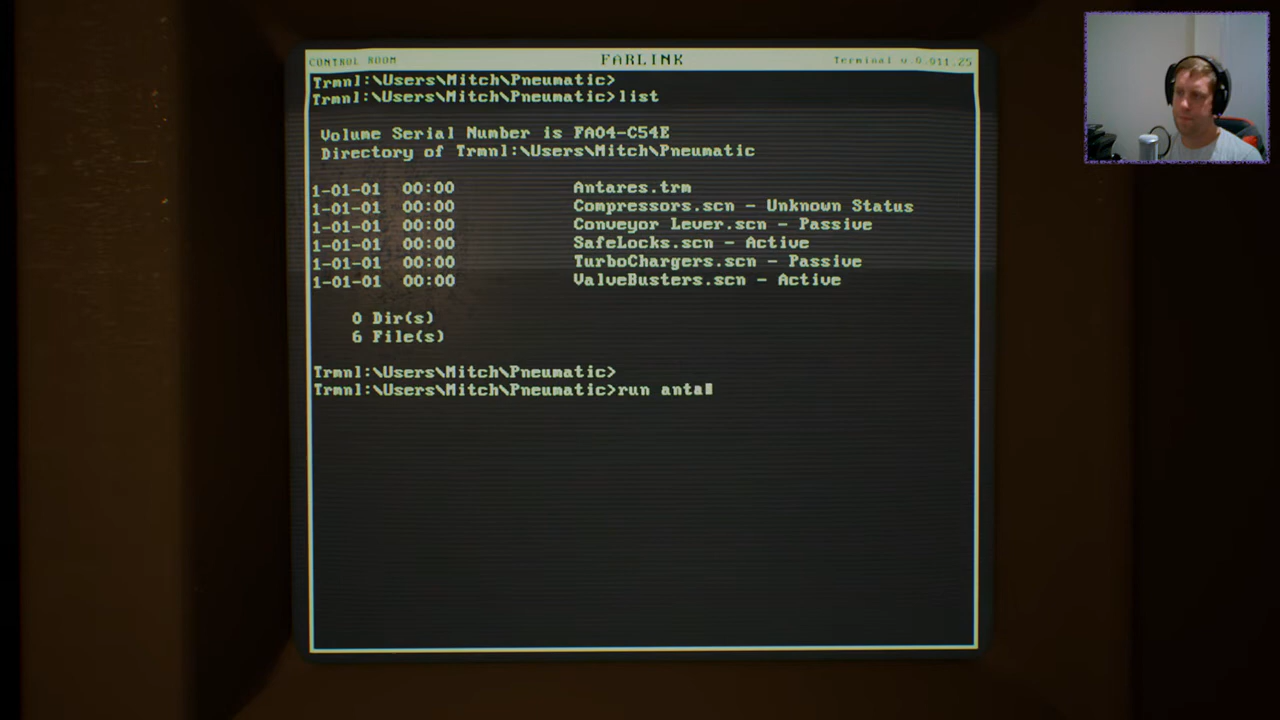 CONTROL ROOM FARLINK Terminal v.0.011.25
Trmnl:\Users\Mitch\Pneumatic>
Trmnl:\Users\Mitch\Pneumatic>list
Volume Serial Number is FA04-C54E
Directory of Trmnl:\Users\Mitch\Pneumatic
1-01-01 00:00 Antares.trm
1-01-01 00:00 Compressors.scn - Unknown Status
1-01-01 00:00 Conveyor Lever.scn - Passive
1-01-01 00:00 SafeLocks.scn - Active
1-01-01 00:00 TurboChargers.scn - Passive
1-01-01 00:00 ValveBusters.scn - Active
0 Dir(s)
6 File(s)
Trmnl:\Users\Mitch\Pneumatic>
Trmnl:\Users\Mitch\Pneumatic>run anta